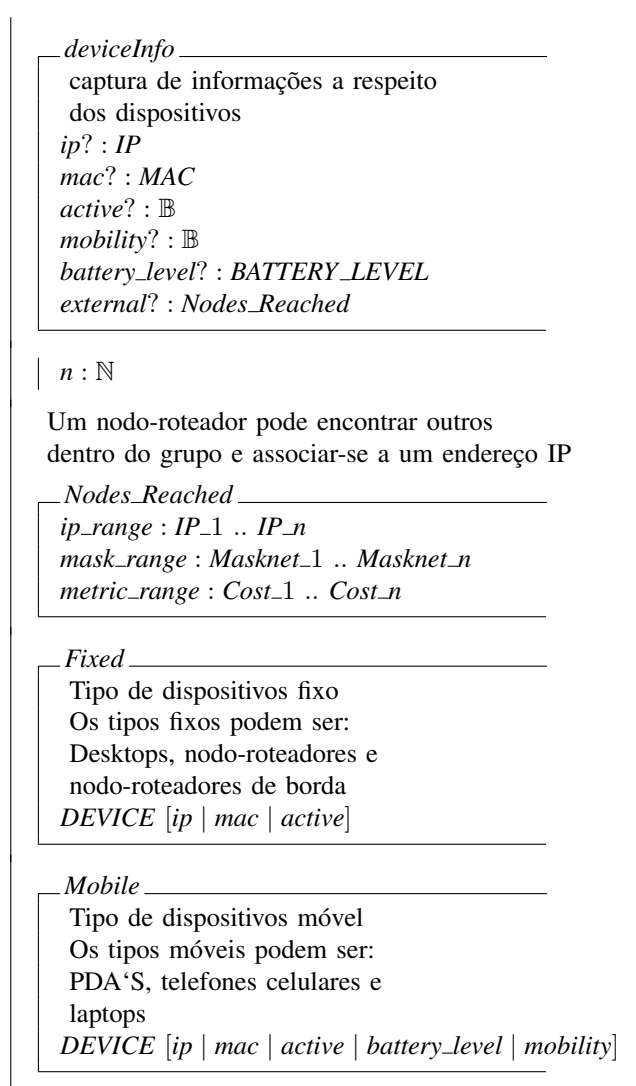 deviceInfo
captura de informações a respeito
dos dispositivos
ip? : IP
mac? : MAC
active? : 𝔹
mobility? : 𝔹
battery_level? : BATTERY_LEVEL
external? : Nodes_Reached
n : ℕ
Um nodo-roteador pode encontrar outros
dentro do grupo e associar-se a um endereço IP
Nodes_Reached
ip_range : IP_1 .. IP_n
mask_range : Masknet_1 .. Masknet_n
metric_range : Cost_1 .. Cost_n
Fixed
Tipo de dispositivos fixo
Os tipos fixos podem ser:
Desktops, nodo-roteadores e
nodo-roteadores de borda
DEVICE [ip | mac | active]
Mobile
Tipo de dispositivos móvel
Os tipos móveis podem ser:
PDA‘S, telefones celulares e
laptops
DEVICE [ip | mac | active | battery_level | mobility]